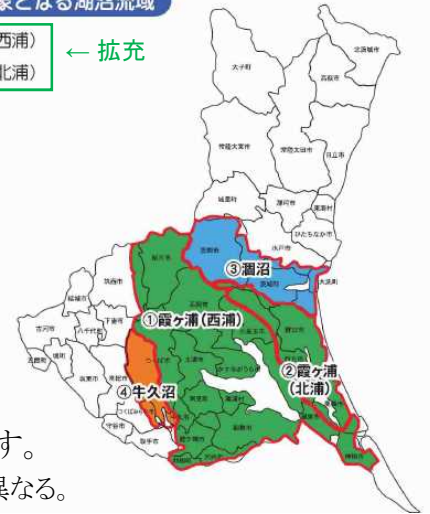 象となる湖沼流域
西浦)
北浦)
← 拡充
北茨城市
大子町
高萩市
常陸大宮市
常陸太田市
日立市
城里町
那珂市
東海村
ひたちなか市
水戸市
笠間市
大洗町
③涸沼
茨城町
桜川市
筑西市
結城市
石岡市
古河市
八千代町
下妻市
①霞ヶ浦(西浦)
小美玉市
鉾田市
五霞町
境町
坂東市
常総市
つくば市
土浦市
かすみがうら市
行方市
②霞ヶ浦
(北浦)
④牛久沼
つくばみらい市
阿見町
美浦村
鹿嶋市
潮来市
守谷市
取手市
龍ケ崎市
稲敷市
神栖市
利根町
河内町
す。
異なる。